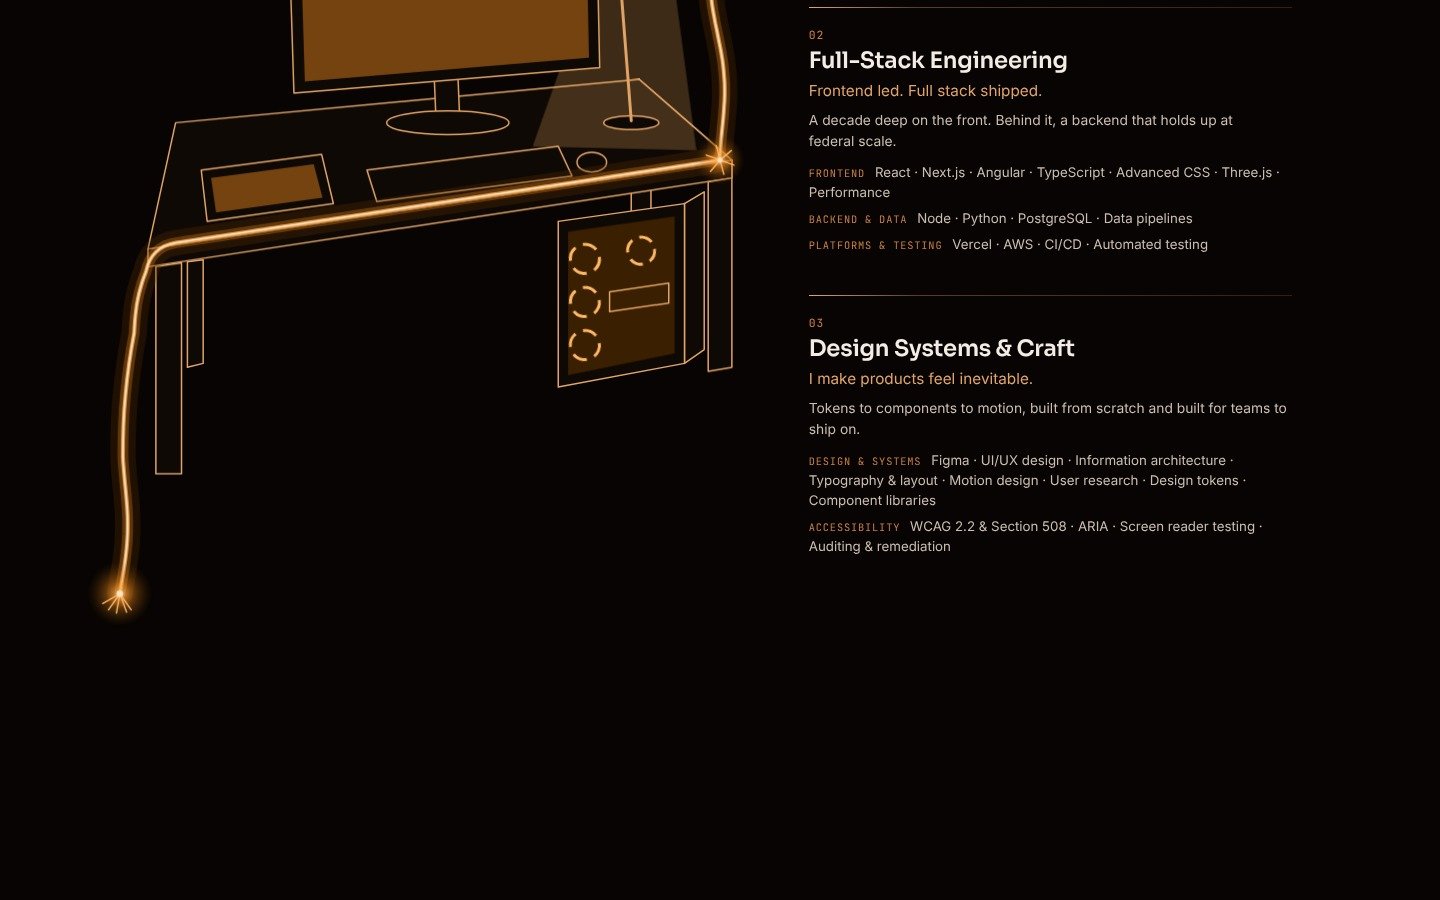 02
Full-Stack Engineering
Frontend led. Full stack shipped.
A decade deep on the front. Behind it, a backend that holds up at
federal scale.
FRONTEND React · Next.js · Angular · TypeScript · Advanced CSS · Three.js ·
Performance
BACKEND & DATA Node · Python · PostgreSQL · Data pipelines
PLATFORMS & TESTING Vercel · AWS · CI/CD · Automated testing
03
Design Systems & Craft
I make products feel inevitable.
Tokens to components to motion, built from scratch and built for teams to
ship on.
DESIGN & SYSTEMS Figma · UI/UX design · Information architecture ·
Typography & layout · Motion design · User research · Design tokens ·
Component libraries
ACCESSIBILITY WCAG 2.2 & Section 508 · ARIA · Screen reader testing ·
Auditing & remediation